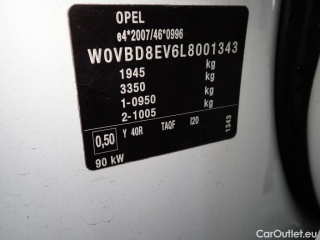 OPEL
e4*2007/46*0996
W0VBD8EV6L8001343
1945 kg
3350 kg
1-0950 kg
2-1005 kg
0,50 Y 40R TAQF I20
1343
90 kW
CarOutlet.eu